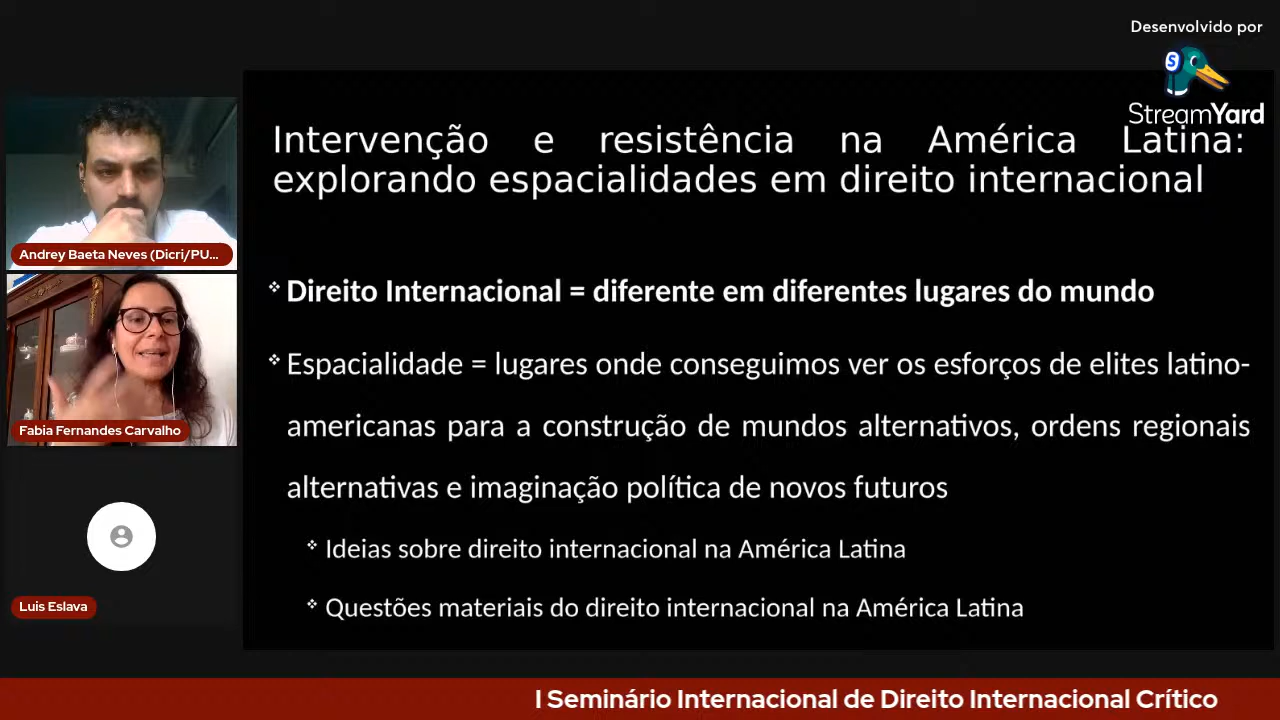 Desenvolvido por
StreamYard
Intervenção e resistência na América Latina:
explorando espacialidades em direito internacional
Direito Internacional = diferente em diferentes lugares do mundo
Espacialidade = lugares onde conseguimos ver os esforços de elites latino-
americanas para a construção de mundos alternativos, ordens regionais
alternativas e imaginação política de novos futuros
Ideias sobre direito internacional na América Latina
Questões materiais do direito internacional na América Latina
Andrey Baeta Neves (Dicri/PU...
Fabia Fernandes Carvalho
Luis Eslava
I Seminário Internacional de Direito Internacional Crítico